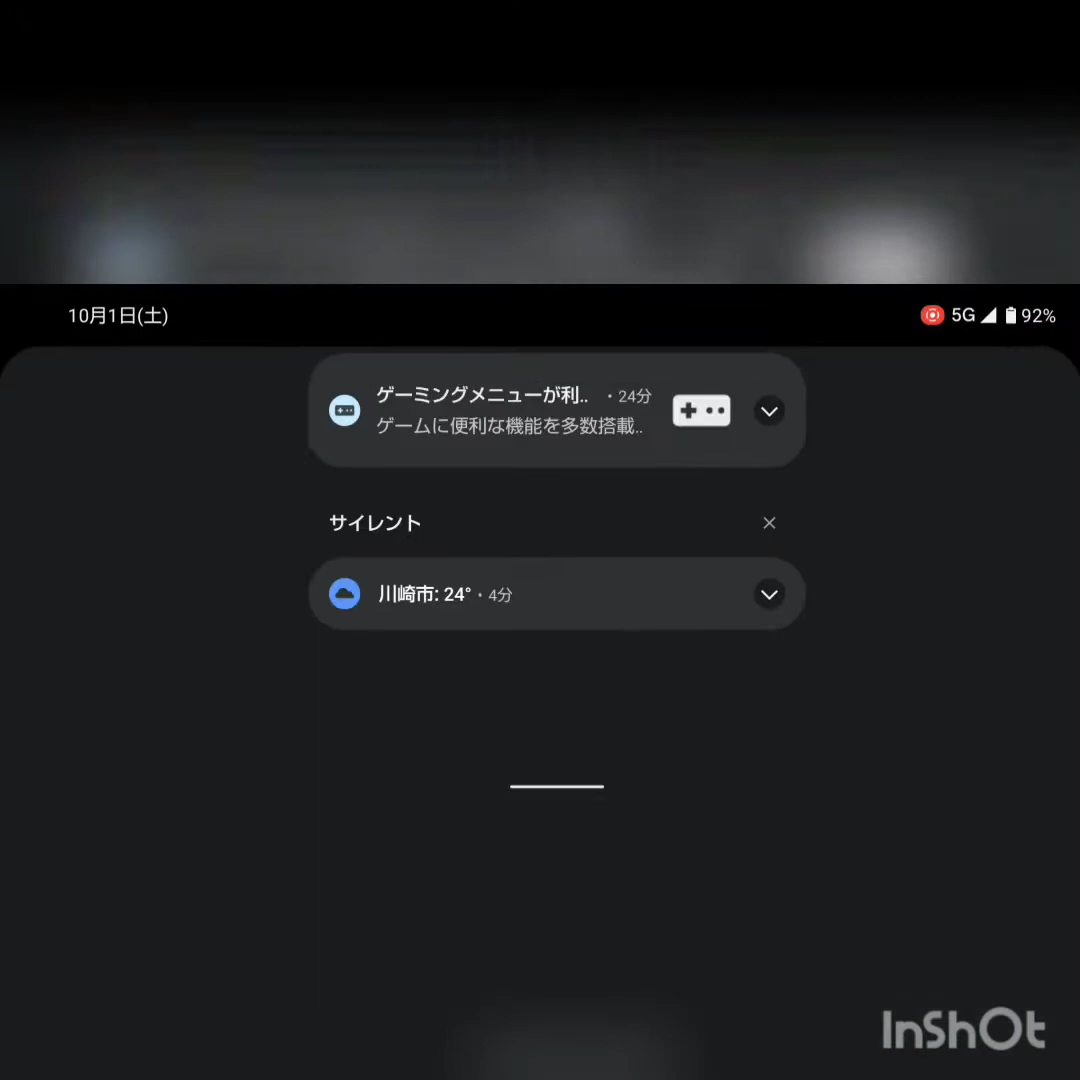 10月1日(土)
5G 92%
ゲーミングメニューが利.. ・24分
ゲームに便利な機能を多数搭載..
サイレント
川崎市: 24°・4分
InShOt